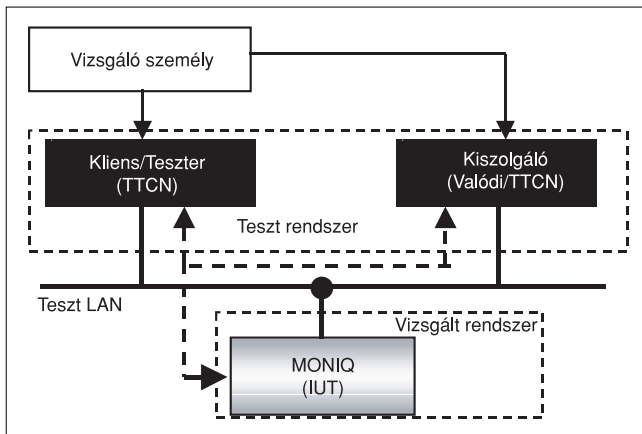 Vizsgáló személy
Kliens/Teszter
(TTCN)
Kiszolgáló
(Valódi/TTCN)
Teszt rendszer
Teszt LAN
Vizsgált rendszer
MONIQ
(IUT)